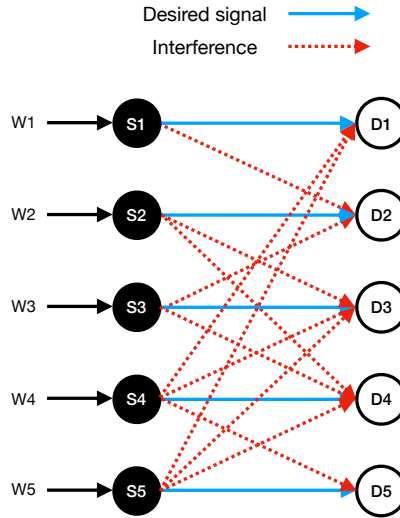 Desired signal
Interference
W1 S1 D1
W2 S2 D2
W3 S3 D3
W4 S4 D4
W5 S5 D5